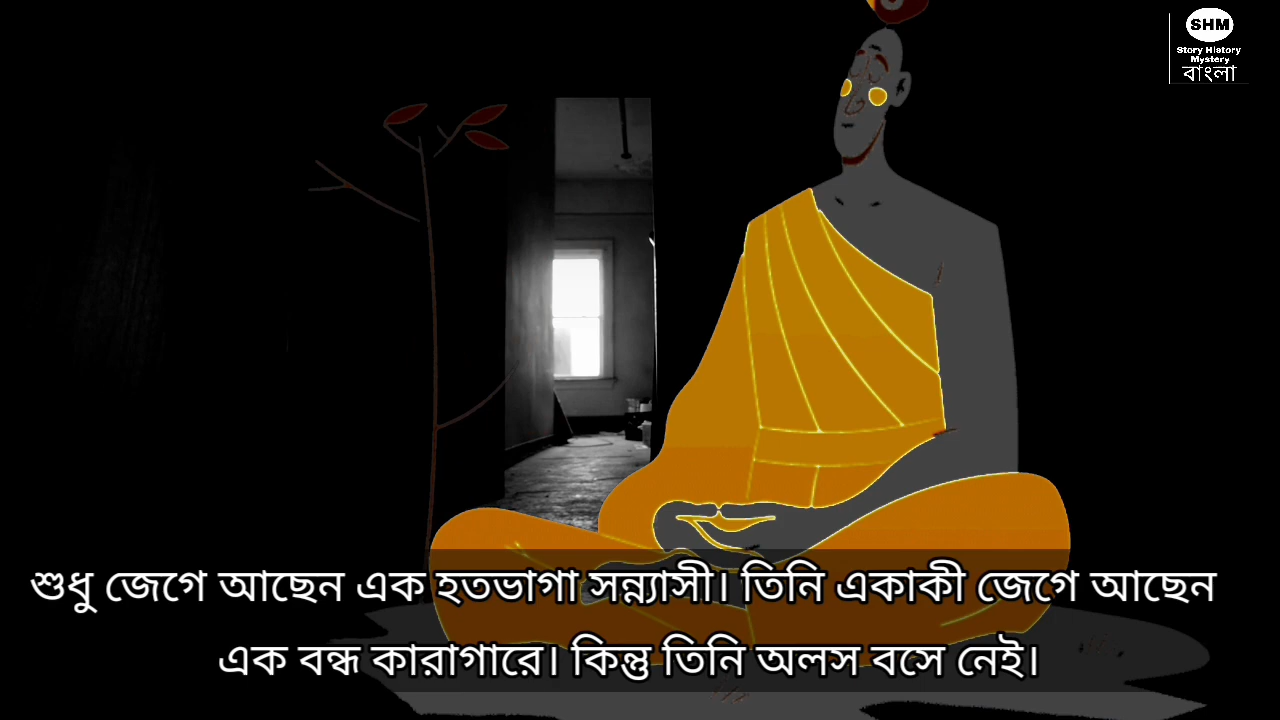 SHM
Story History
Mystery
বাংলা
শুধু জেগে আছেন এক হতভাগা সন্ন্যাসী। তিনি একাকী জেগে আছেন
এক বন্ধ কারাগারে। কিন্তু তিনি অলস বসে নেই।